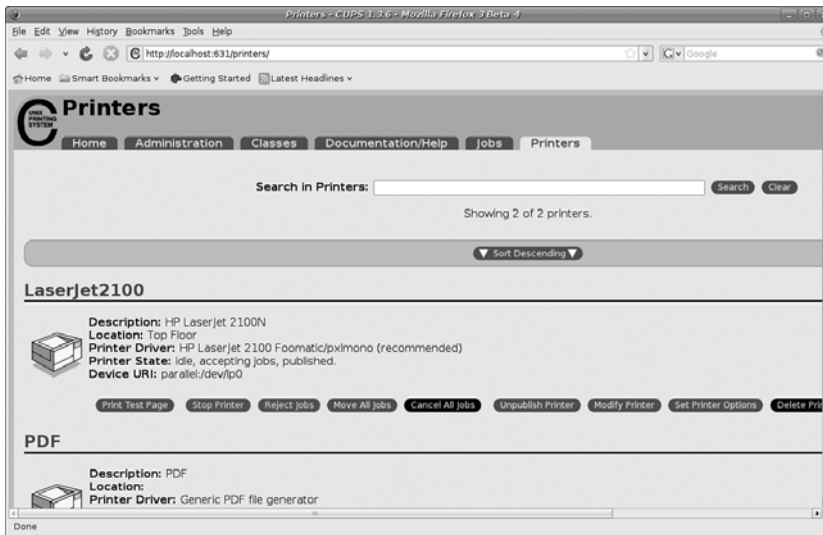 Printers - CUPS 1.3.6 - Mozilla Firefox 3 Beta 4
File Edit View History Bookmarks Tools Help
http://localhost:631/printers/
Google
Home Smart Bookmarks Getting Started Latest Headlines
UNIX PRINTING SYSTEM
Printers
Home Administration Classes Documentation/Help Jobs Printers
Search in Printers: Search Clear
Showing 2 of 2 printers.
Sort Descending
LaserJet2100
Description: HP LaserJet 2100N
Location: Top Floor
Printer Driver: HP LaserJet 2100 Foomatic/pxlmono (recommended)
Printer State: idle, accepting jobs, published.
Device URI: parallel:/dev/lp0
Print Test Page Stop Printer Reject Jobs Move All Jobs Cancel All Jobs Unpublish Printer Modify Printer Set Printer Options Delete Pri
PDF
Description: PDF
Location:
Printer Driver: Generic PDF file generator
Done